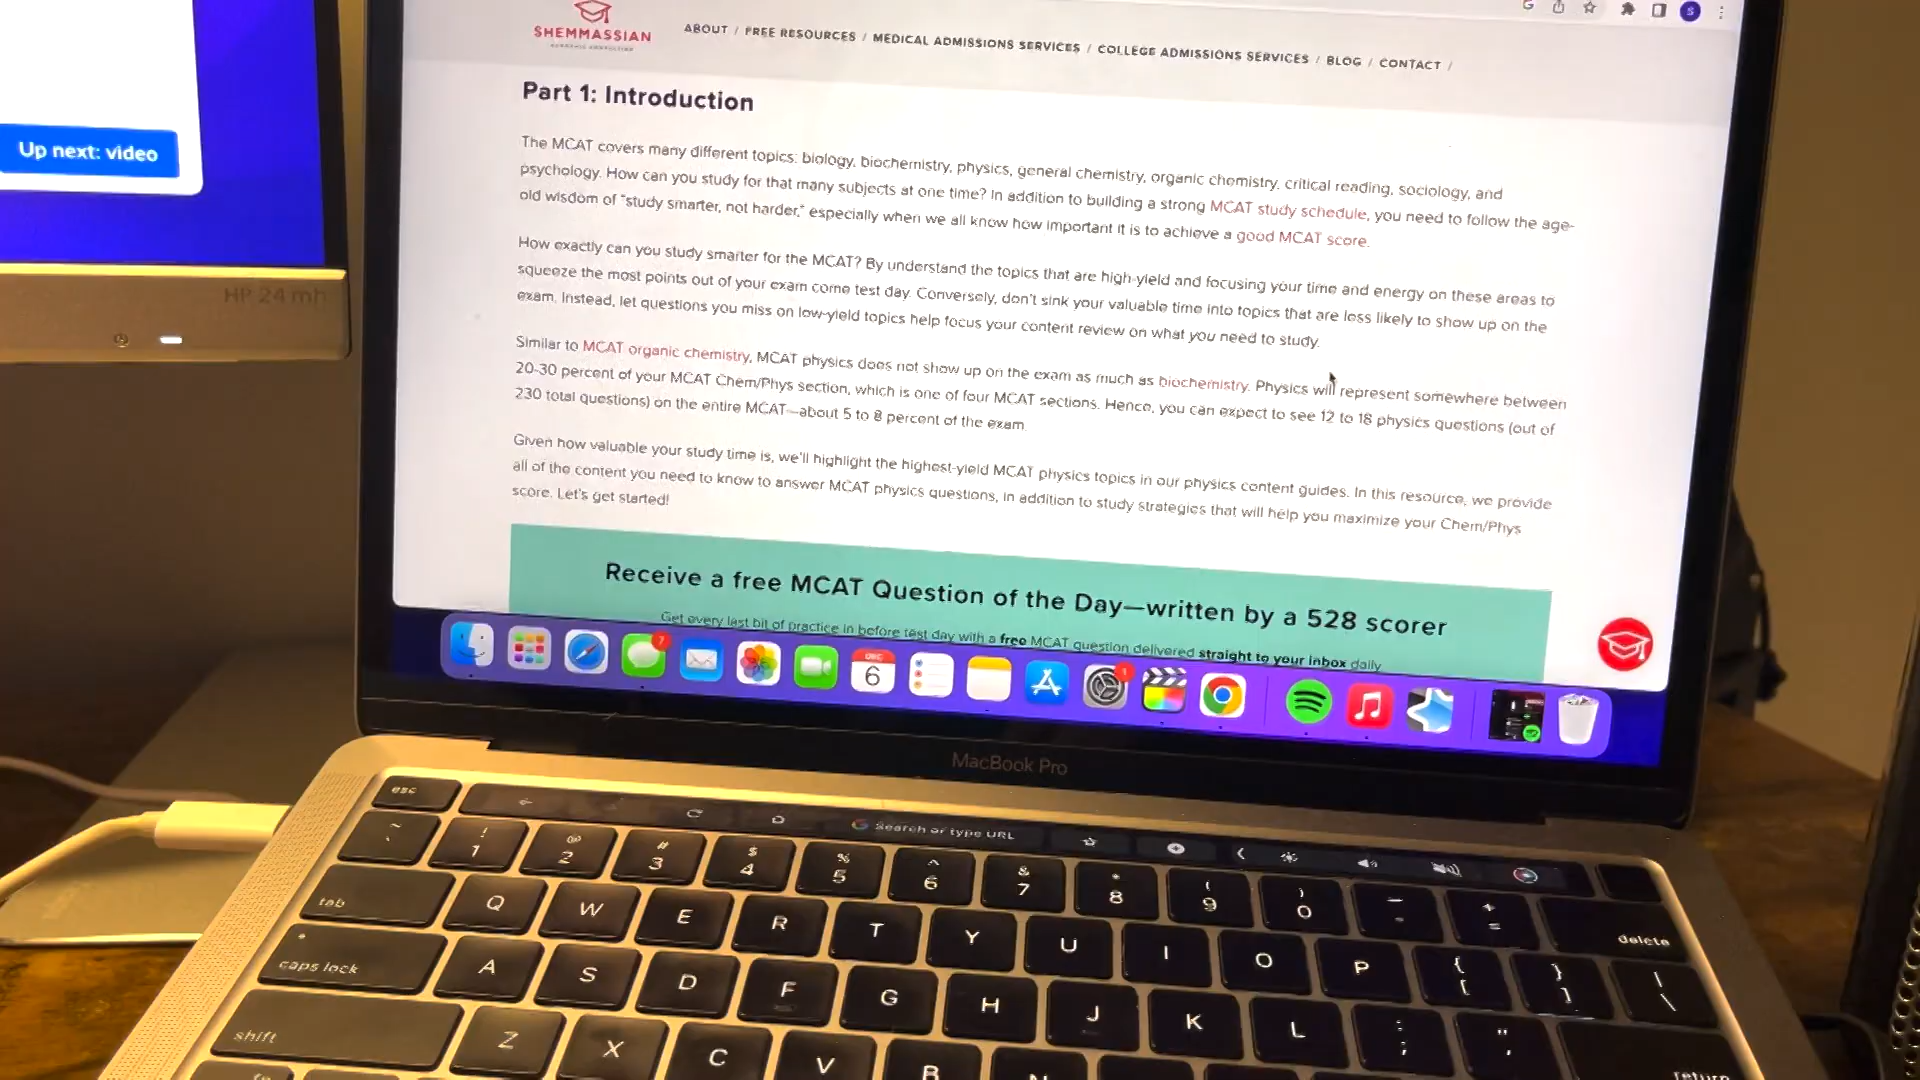 SHEMMASSIAN
ACADEMIC CONSULTING
ABOUT / FREE RESOURCES / MEDICAL ADMISSIONS SERVICES / COLLEGE ADMISSIONS SERVICES / BLOG / CONTACT /
Part 1: Introduction
The MCAT covers many different topics: biology, biochemistry, physics, general chemistry, organic chemistry, critical reading, sociology, and
psychology. How can you study for that many subjects at one time? In addition to building a strong MCAT study schedule, you need to follow the age-
old wisdom of "study smarter, not harder," especially when we all know how important it is to achieve a good MCAT score.
How exactly can you study smarter for the MCAT? By understand the topics that are high-yield and focusing your time and energy on these areas to
squeeze the most points out of your exam come test day. Conversely, don't sink your valuable time into topics that are less likely to show up on the
exam. Instead, let questions you miss on low-yield topics help focus your content review on what you need to study.
Similar to MCAT organic chemistry, MCAT physics does not show up on the exam as much as biochemistry. Physics will represent somewhere between
20-30 percent of your MCAT Chem/Phys section, which is one of four MCAT sections. Hence, you can expect to see 12 to 18 physics questions (out of
230 total questions) on the entire MCAT—about 5 to 8 percent of the exam.
Given how valuable your study time is, we'll highlight the highest-yield MCAT physics topics in our physics content guides. In this resource, we provide
all of the content you need to know to answer MCAT physics questions, in addition to study strategies that will help you maximize your Chem/Phys
score. Let's get started!
Receive a free MCAT Question of the Day—written by a 528 scorer
Get every last bit of practice in before test day with a free MCAT question delivered straight to your inbox daily
Up next: video
HP 24 mh
S
7
DEC
6
1
MacBook Pro
esc
Search or type URL
~ ! @ # $ % ^ & * ( ) — +
` 1 2 3 4 5 6 7 8 9 0 - = delete
tab Q W E R T Y U I O P { [ } ] | \
caps lock A S D F G H J K L : ; " ' return
shift Z X C V B N